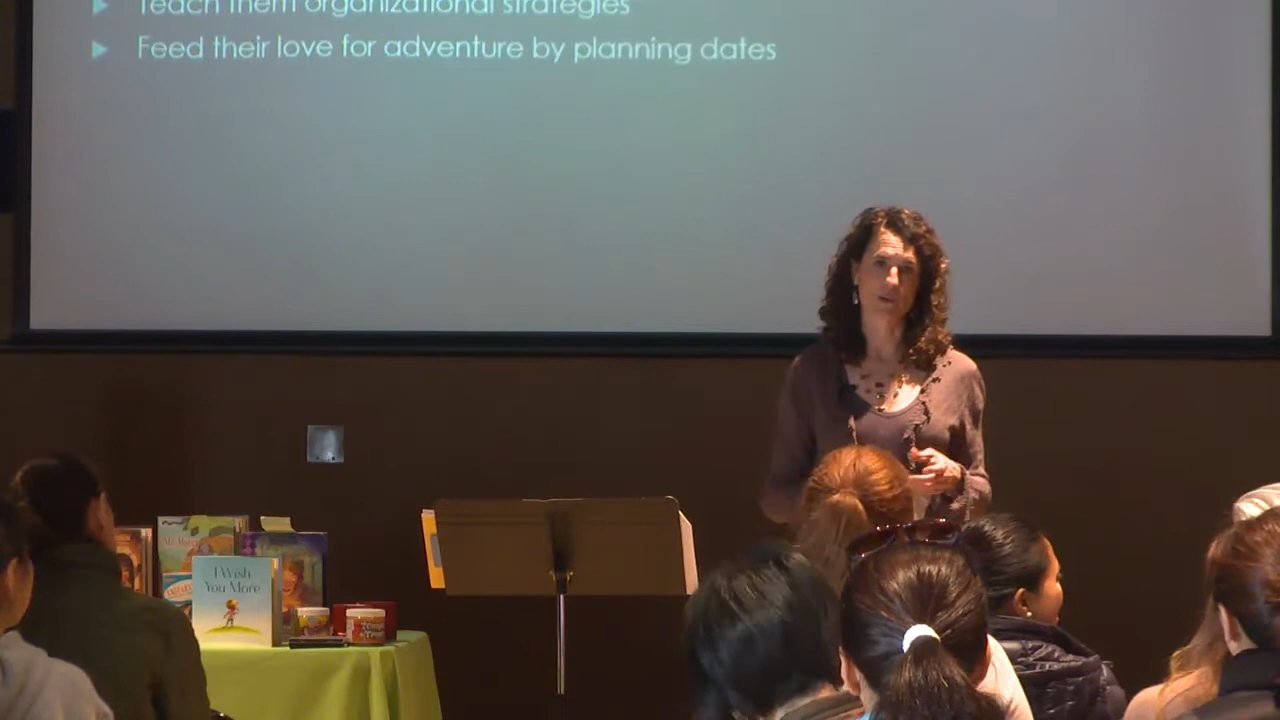 Teach them organizational strategies
Feed their love for adventure by planning dates
I Wish
You More